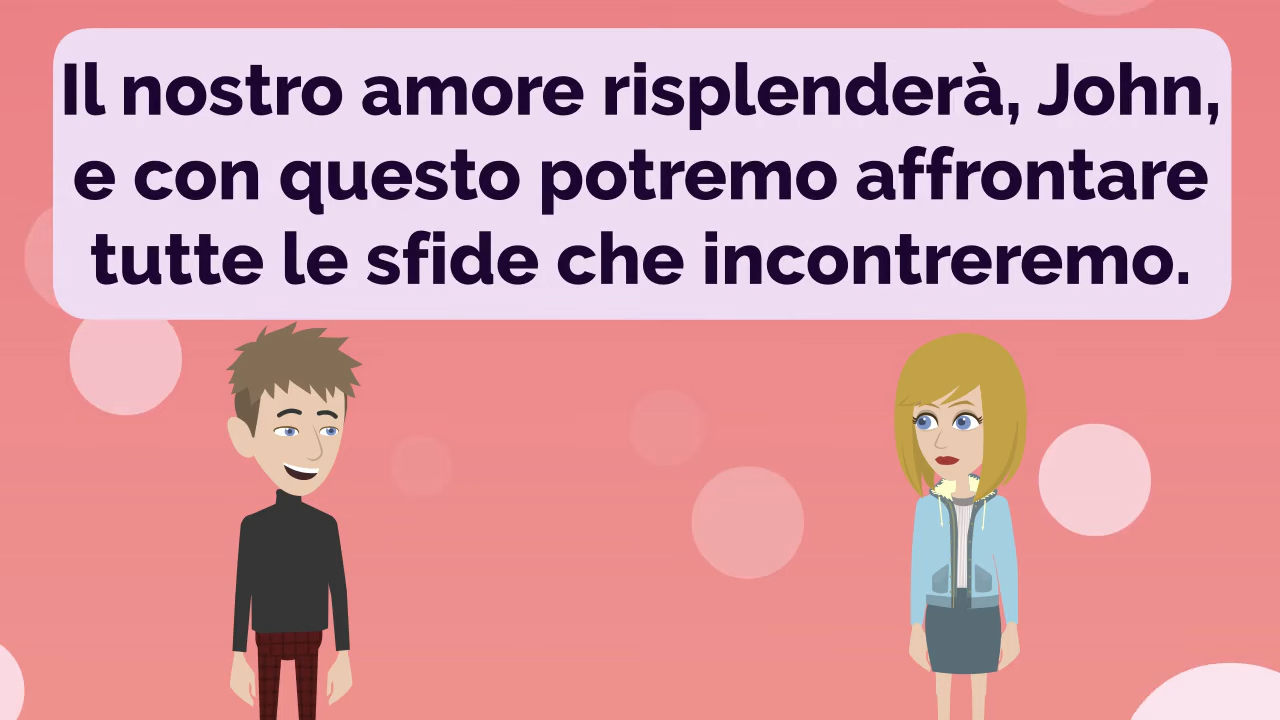 Il nostro amore risplenderà, John,
e con questo potremo affrontare
tutte le sfide che incontreremo.